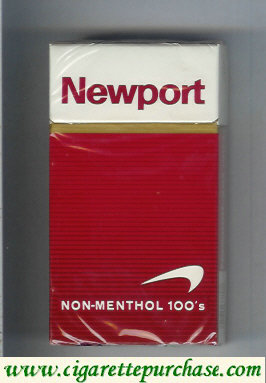 Newport
NON-MENTHOL 100's
www.cigarettepurchase.com